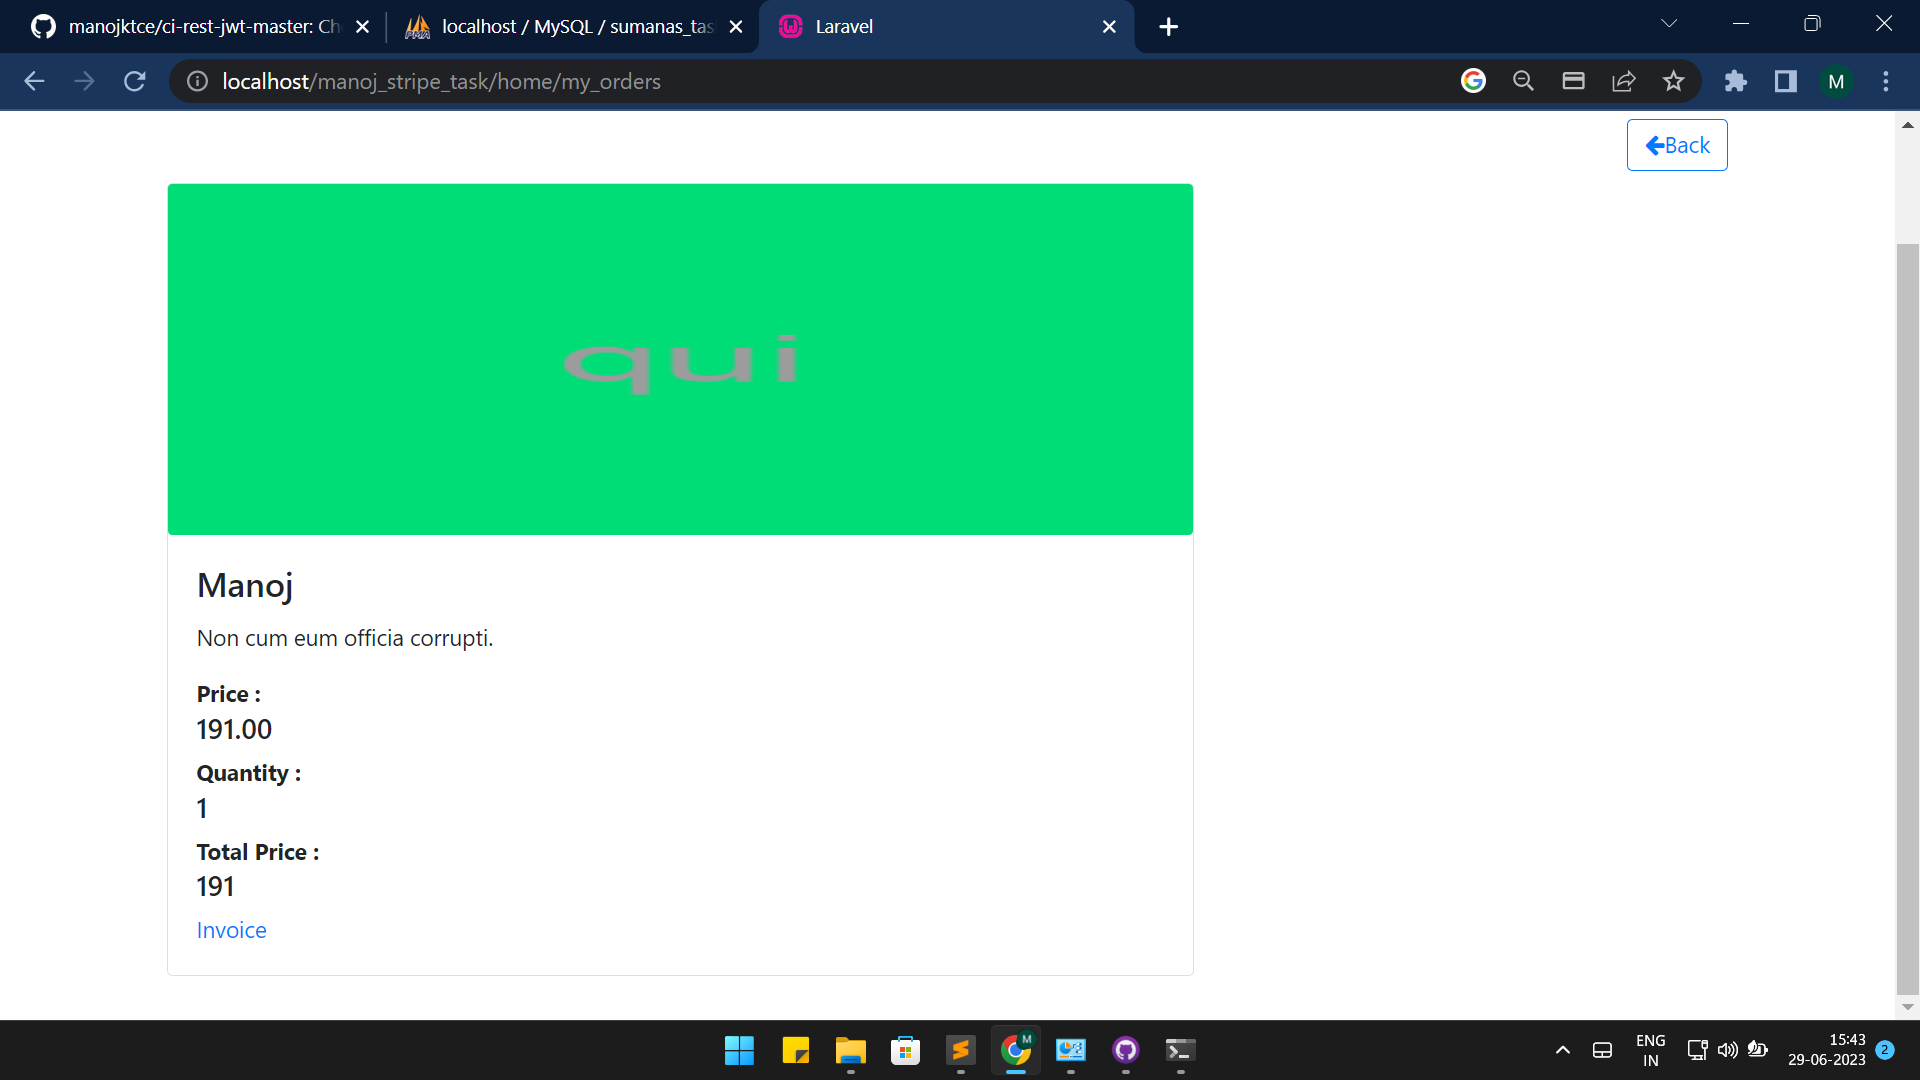 manojktce/ci-rest-jwt-master: Ch
localhost / MySQL / sumanas_tas
Laravel
localhost/manoj_stripe_task/home/my_orders
M
Back
qui
Manoj
Non cum eum officia corrupti.
Price :
191.00
Quantity :
1
Total Price :
191
Invoice
M
ENG
IN
15:43
29-06-2023
2